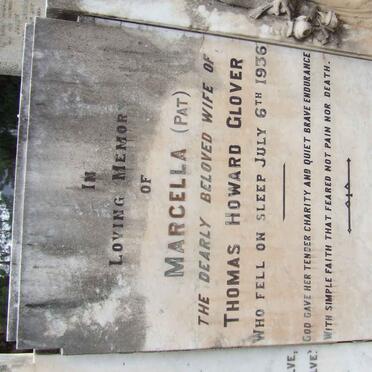 IN
LOVING MEMORY
OF
MARCELLA (PAT)
THE DEARLY BELOVED WIFE OF
THOMAS HOWARD GLOVER
WHO FELL ON SLEEP JULY 6TH 1936
GOD GAVE HER TENDER CHARITY AND QUIET BRAVE ENDURANCE
WITH SIMPLE FAITH THAT FEARED NOT PAIN NOR DEATH.